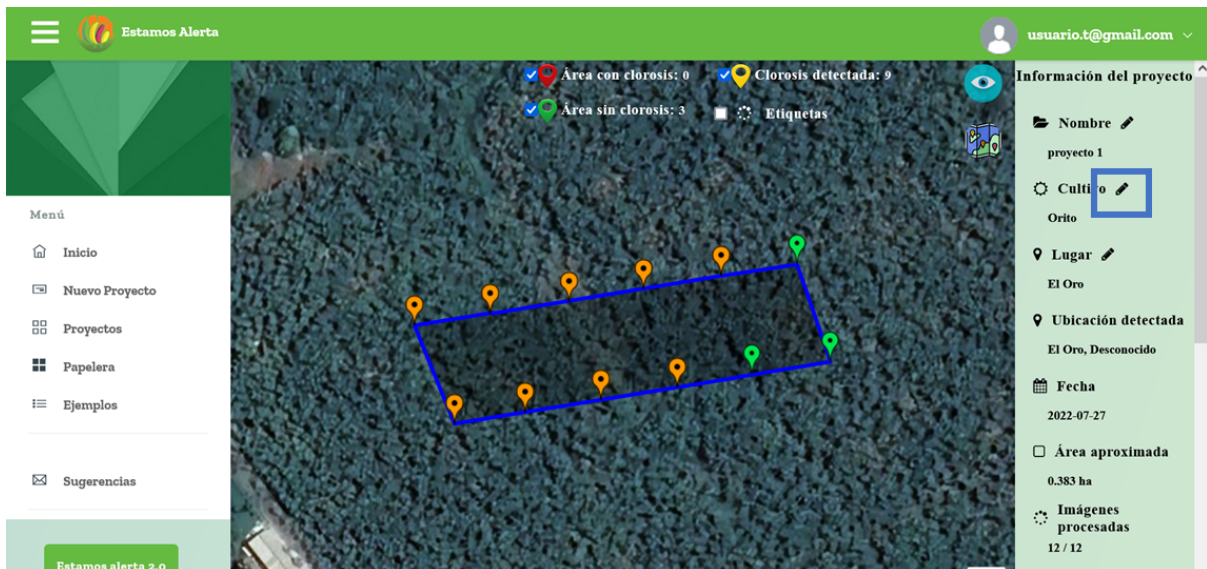 Estamos Alerta
usuario.t@gmail.com
Área con clorosis: 0
Clorosis detectada: 9
Área sin clorosis: 3
Etiquetas
Menú
Inicio
Nuevo Proyecto
Proyectos
Papelera
Ejemplos
Sugerencias
Estamos alerta 2.0
Información del proyecto
Nombre
proyecto 1
Cultivo
Orito
Lugar
El Oro
Ubicación detectada
El Oro, Desconocido
Fecha
2022-07-27
Área aproximada
0.383 ha
Imágenes
procesadas
12 / 12